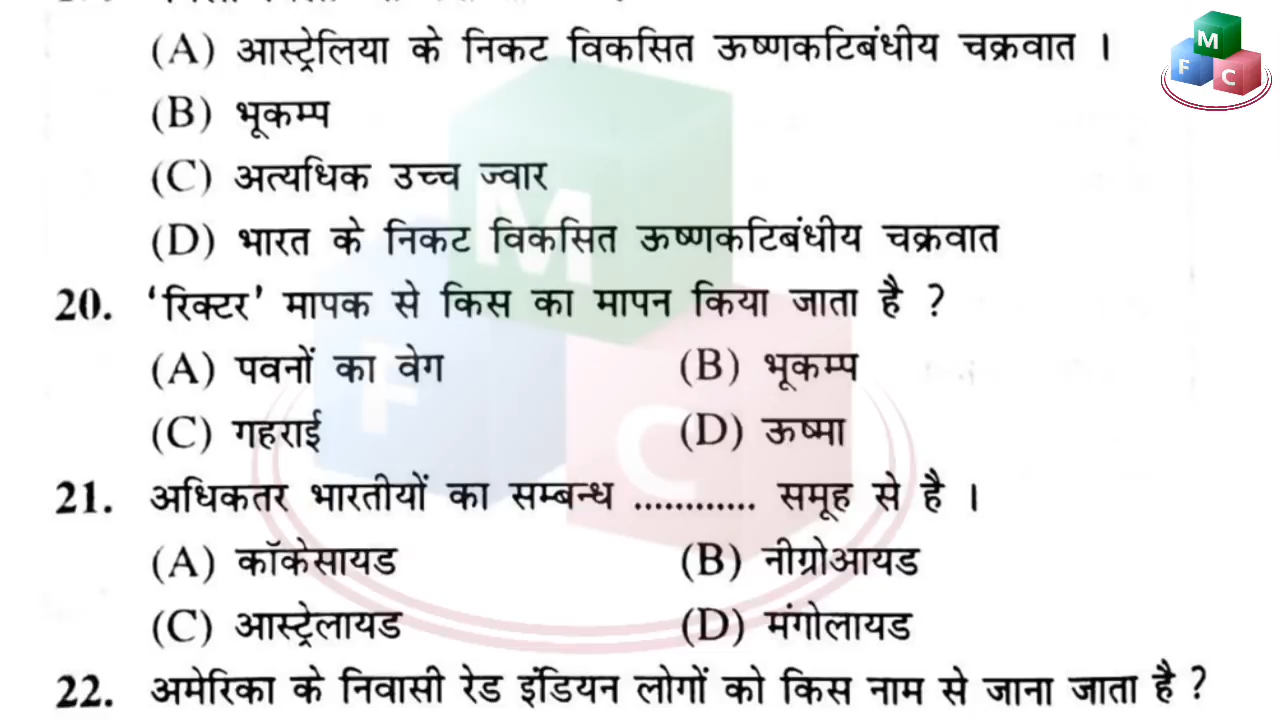 (A) आस्ट्रेलिया के निकट विकसित ऊष्णकटिबंधीय चक्रवात ।
(B) भूकम्प
(C) अत्यधिक उच्च ज्वार
(D) भारत के निकट विकसित ऊष्णकटिबंधीय चक्रवात
20. ‘रिक्टर’ मापक से किस का मापन किया जाता है ?
(A) पवनों का वेग (B) भूकम्प
(C) गहराई (D) ऊष्मा
21. अधिकतर भारतीयों का सम्बन्ध ............ समूह से है ।
(A) कॉकेसायड (B) नीग्रोआयड
(C) आस्ट्रेलायड (D) मंगोलायड
22. अमेरिका के निवासी रेड इंडियन लोगों को किस नाम से जाना जाता है ?
M
F C
M
F C